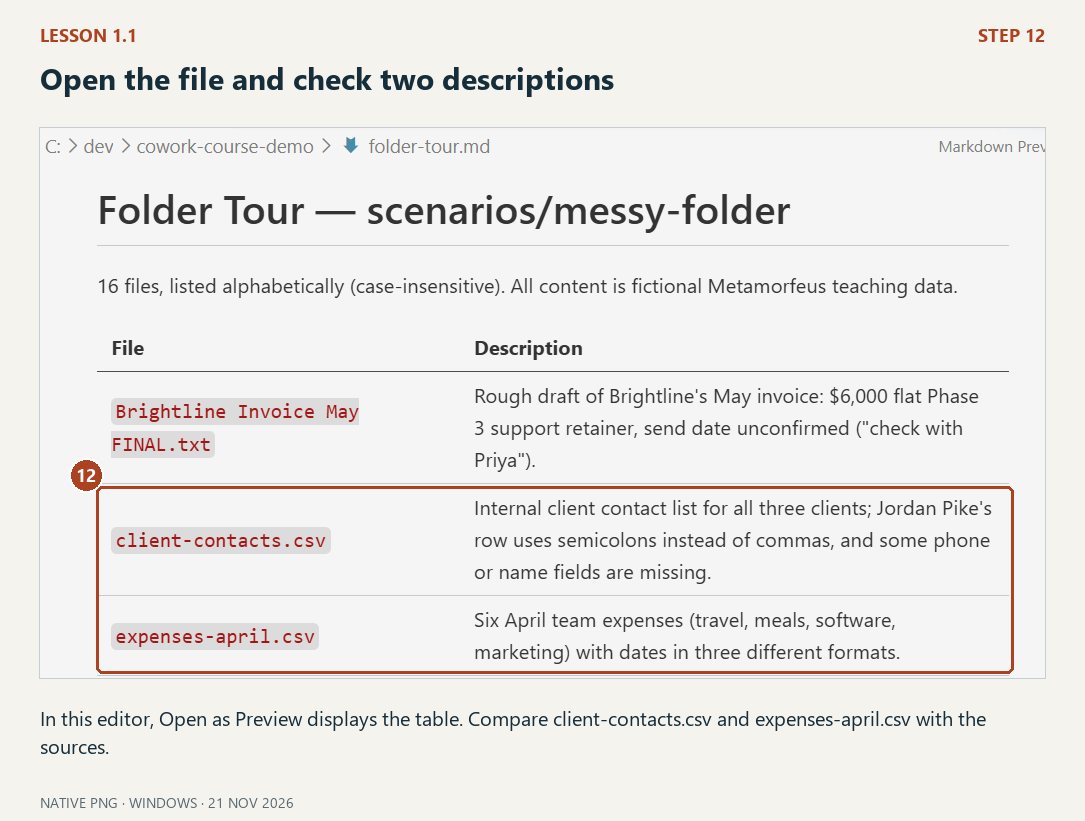 LESSON 1.1
STEP 12
Open the file and check two descriptions
C: > dev > cowork-course-demo > folder-tour.md
Markdown Prev
Folder Tour — scenarios/messy-folder
16 files, listed alphabetically (case-insensitive). All content is fictional Metamorfeus teaching data.
File
Description
Brightline Invoice May
FINAL.txt
Rough draft of Brightline's May invoice: $6,000 flat Phase
3 support retainer, send date unconfirmed ("check with
Priya").
12
client-contacts.csv
Internal client contact list for all three clients; Jordan Pike's
row uses semicolons instead of commas, and some phone
or name fields are missing.
expenses-april.csv
Six April team expenses (travel, meals, software,
marketing) with dates in three different formats.
In this editor, Open as Preview displays the table. Compare client-contacts.csv and expenses-april.csv with the
sources.
NATIVE PNG · WINDOWS · 21 NOV 2026